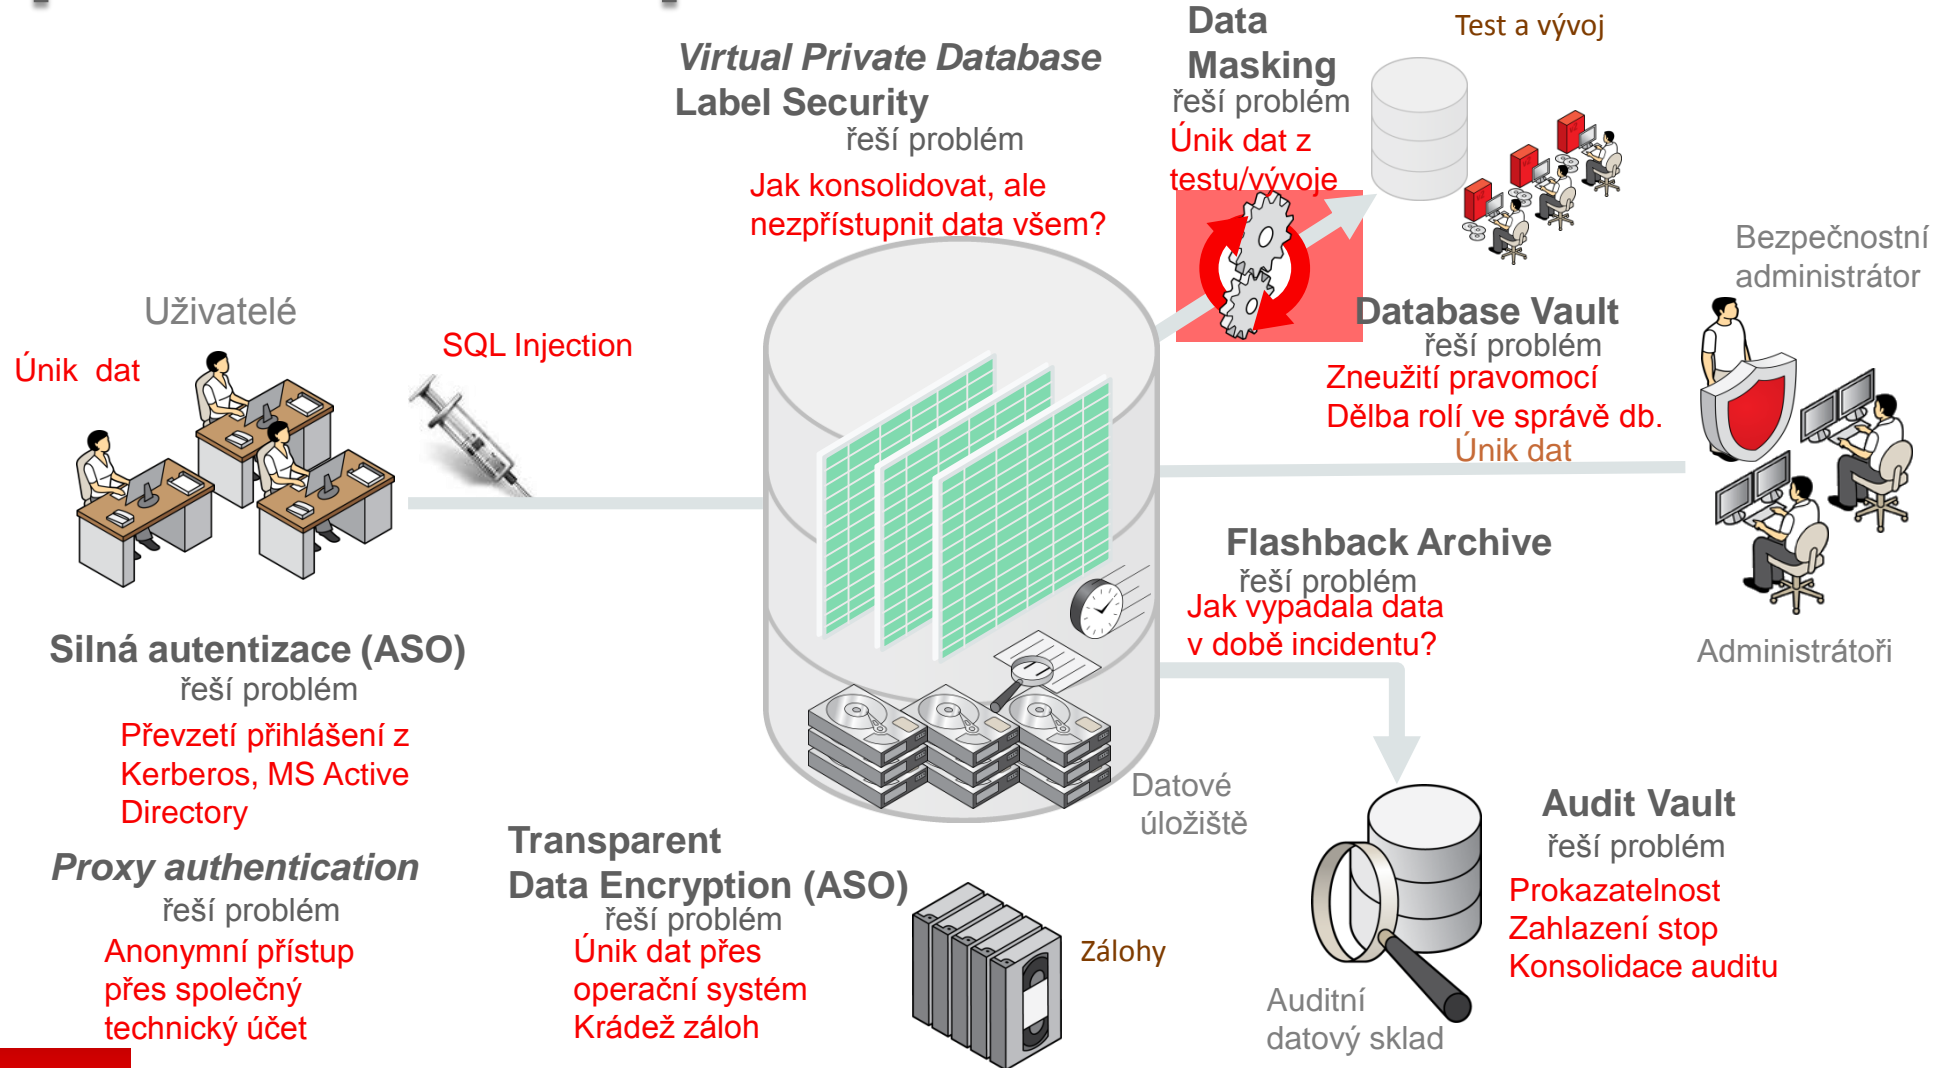 Virtual Private Database
Label Security
řeší problém
Jak konsolidovat, ale
nezpřístupnit data všem?
Data
Masking
řeší problém
Únik dat z
testu/vývoje
Test a vývoj
Bezpečnostní
administrátor
Uživatelé
Únik dat
SQL Injection
Database Vault
řeší problém
Zneužití pravomocí
Dělba rolí ve správě db.
Únik dat
Flashback Archive
řeší problém
Jak vypadala data
v době incidentu?
Administrátoři
Silná autentizace (ASO)
řeší problém
Převzetí přihlášení z
Kerberos, MS Active
Directory
Proxy authentication
řeší problém
Anonymní přístup
přes společný
technický účet
Transparent
Data Encryption (ASO)
řeší problém
Únik dat přes
operační systém
Krádež záloh
Zálohy
Datové
úložiště
Audit Vault
řeší problém
Prokazatelnost
Zahlazení stop
Konsolidace auditu
Auditní
datový sklad